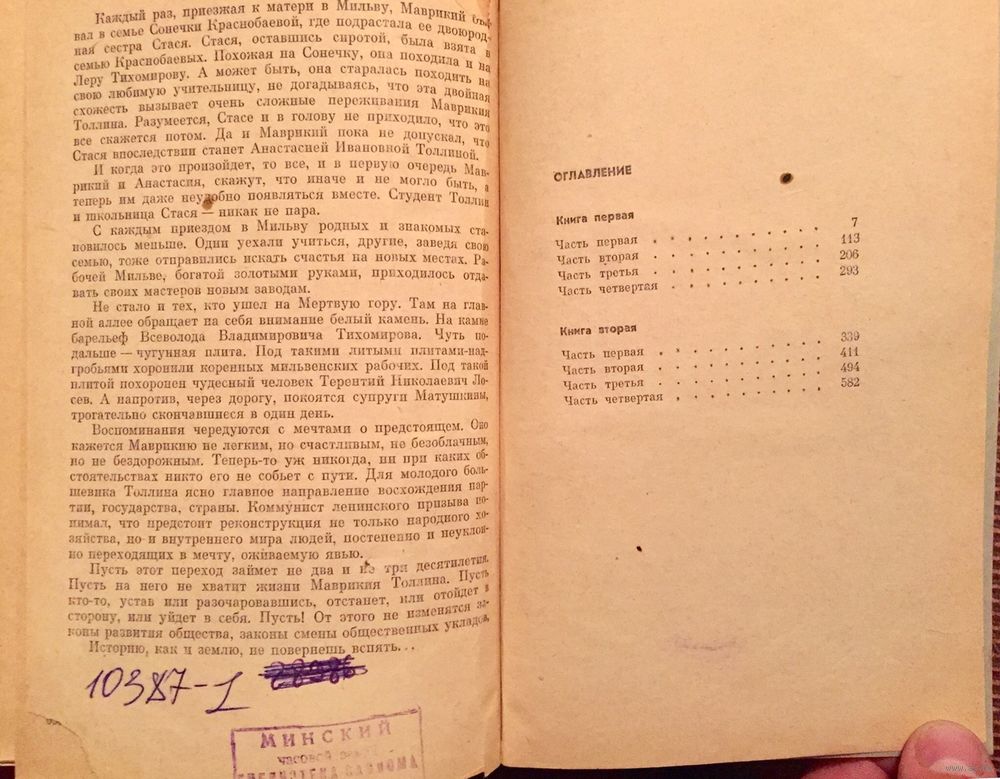 Каждый раз, приезжая к матери в Мильву, Маврикий
вал в семье Сонечки Краснобаевой, где подрастала ее двоюрод-
ная сестра Стася. Стася, оставшись сиротой, была взята в
семью Краснобаевых. Похожая на Сонечку, она походила и на
Леру Тихомирову. А может быть, она старалась походить на
свою любимую учительницу, не догадываясь, что эта двойная
схожесть вызывает очень сложные переживания Маврикия
Толлина. Разумеется, Стасе и в голову не приходило, что это
все скажется потом. Да и Маврикий пока не допускал, что
Стася впоследствии станет Анастасией Ивановной Толлиной.
И когда это произойдет, то все, и в первую очередь Мав-
рикий и Анастасия, скажут, что иначе и не могло быть, а
теперь им даже неудобно появляться вместе. Студент Толлин
и школьница Стася — никак не пара.
С каждым приездом в Мильву родных и знакомых ста-
новилось меньше. Одни уехали учиться, другие, заведя свою
семью, тоже отправились искать счастья на новых местах. Ра-
бочей Мильве, богатой золотыми руками, приходилось отда-
вать своих мастеров новым заводам.
Не стало и тех, кто ушел на Мертвую гору. Там на глав-
ной аллее обращает на себя внимание белый камень. На камне
барельеф Всеволода Владимировича Тихомирова. Чуть по-
дальше — чугунная плита. Под такими литыми плитами-над-
гробьями хоронили коренных мильвенских рабочих. Под такой
плитой похоронен чудесный человек Терентий Николаевич Ло-
сев. А напротив, через дорогу, покоятся супруги Матушкины,
трогательно скончавшиеся в один день.
Воспоминания чередуются с мечтами о предстоящем. Оно
кажется Маврикию не легким, но счастливым, не безоблачным,
но не бездорожным. Теперь-то уж никогда, ни при каких об-
стоятельствах никто его не собьет с пути. Для молодого боль-
шевика Толлина ясно главное направление восхождения пар-
тии, государства, страны. Коммунист ленинского призыва по-
нимал, что предстоит реконструкция не только народного хо-
зяйства, но и внутреннего мира людей, постепенно и неуклон-
но переходящих в мечту, оживаемую явью.
Пусть этот переход займет не два и не три десятилетия.
Пусть на него не хватит жизни Маврикия Толлина. Пусть
кто-то, устав или разочаровавшись, отстанет, или отойдет в
сторону, или уйдет в себя. Пусть! От этого не изменятся за-
коны развития общества, законы смены общественных укладов.
Историю, как и землю, не повернешь вспять...
10387-1
МИНСКИЙ
часовой
БИБЛИОТЕКА ЗАВКОМА
ОГЛАВЛЕНИЕ
Книга первая
Часть первая . . . . . . . . . . 7
Часть вторая . . . . . . . . . . 113
Часть третья . . . . . . . . . . 206
Часть четвертая . . . . . . . . . 293
Книга вторая
Часть первая . . . . . . . . . . 339
Часть вторая . . . . . . . . . . 411
Часть третья . . . . . . . . . . 494
Часть четвертая . . . . . . . . . 582